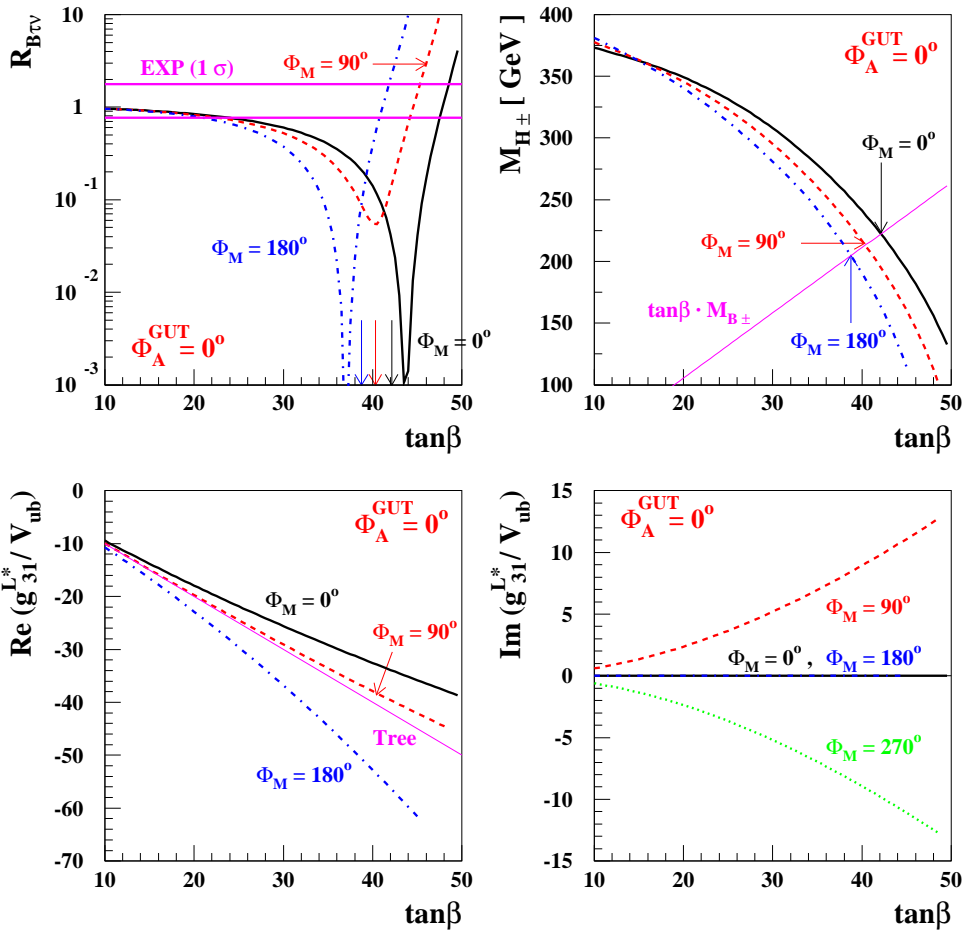 R_{Bτν}
10
1
10^{-1}
10^{-2}
10^{-3}
EXP (1 σ)
Φ_M = 90°
Φ_M = 180°
Φ_M = 0°
Φ_A^{GUT} = 0°
10 20 30 40 50
tanβ
M_{H±} [ GeV]
400
350
300
250
200
150
100
Φ_A^{GUT} = 0°
Φ_M = 0°
Φ_M = 90°
tanβ · M_{B±}
Φ_M = 180°
10 20 30 40 50
tanβ
Re (g^{L*}_{31}/ V_{ub})
0
-10
-20
-30
-40
-50
-60
-70
Φ_A^{GUT} = 0°
Φ_M = 0°
Φ_M = 90°
Tree
Φ_M = 180°
10 20 30 40 50
tanβ
Im (g^{L*}_{31}/ V_{ub})
15
10
5
0
-5
-10
-15
Φ_A^{GUT} = 0°
Φ_M = 90°
Φ_M = 0° , Φ_M = 180°
Φ_M = 270°
10 20 30 40 50
tanβ